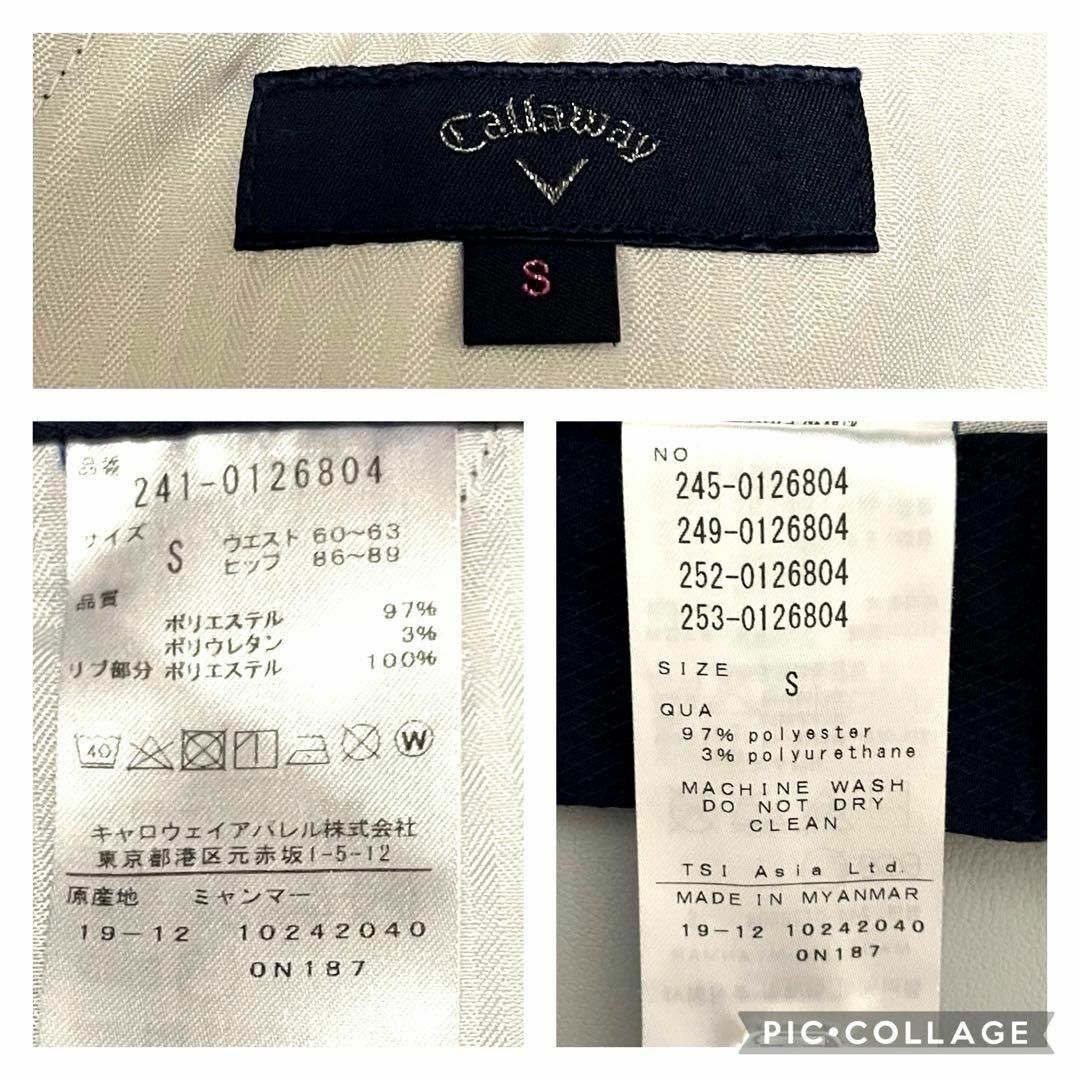 Callaway
S
品番
241-0126804
サイズ
S ウエスト 60~63
ヒップ 86~89
品質
ポリエステル 97%
ポリウレタン 3%
リブ部分 ポリエステル 100%
40
W
キャロウェイアパレル株式会社
東京都港区元赤坂1-5-12
原産地 ミャンマー
19-12 10242040
0N187
NO
245-0126804
249-0126804
252-0126804
253-0126804
SIZE S
QUA
97% polyester
3% polyurethane
MACHINE WASH
DO NOT DRY
CLEAN
TSI Asia Ltd.
MADE IN MYANMAR
19-12 10242040
0N187
PIC•COLLAGE